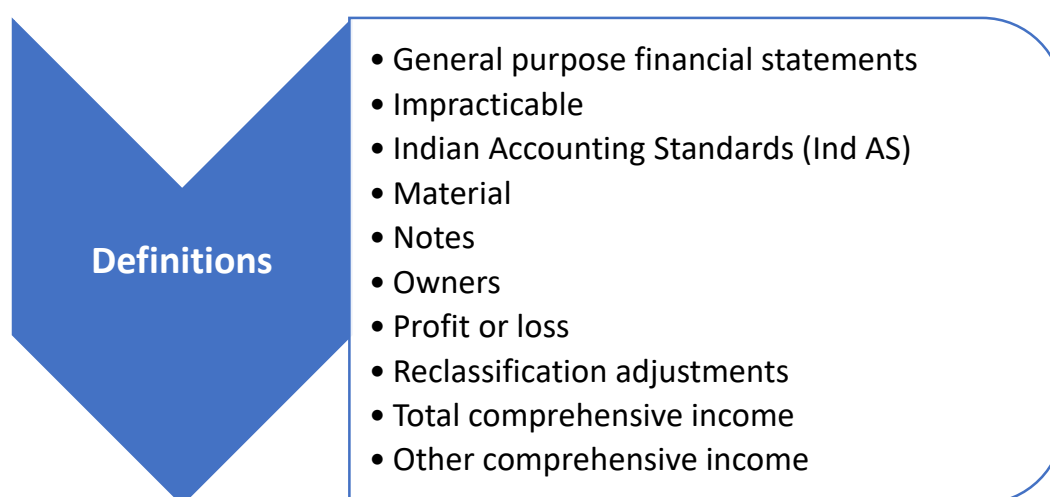 Definitions
• General purpose financial statements
• Impracticable
• Indian Accounting Standards (Ind AS)
• Material
• Notes
• Owners
• Profit or loss
• Reclassification adjustments
• Total comprehensive income
• Other comprehensive income